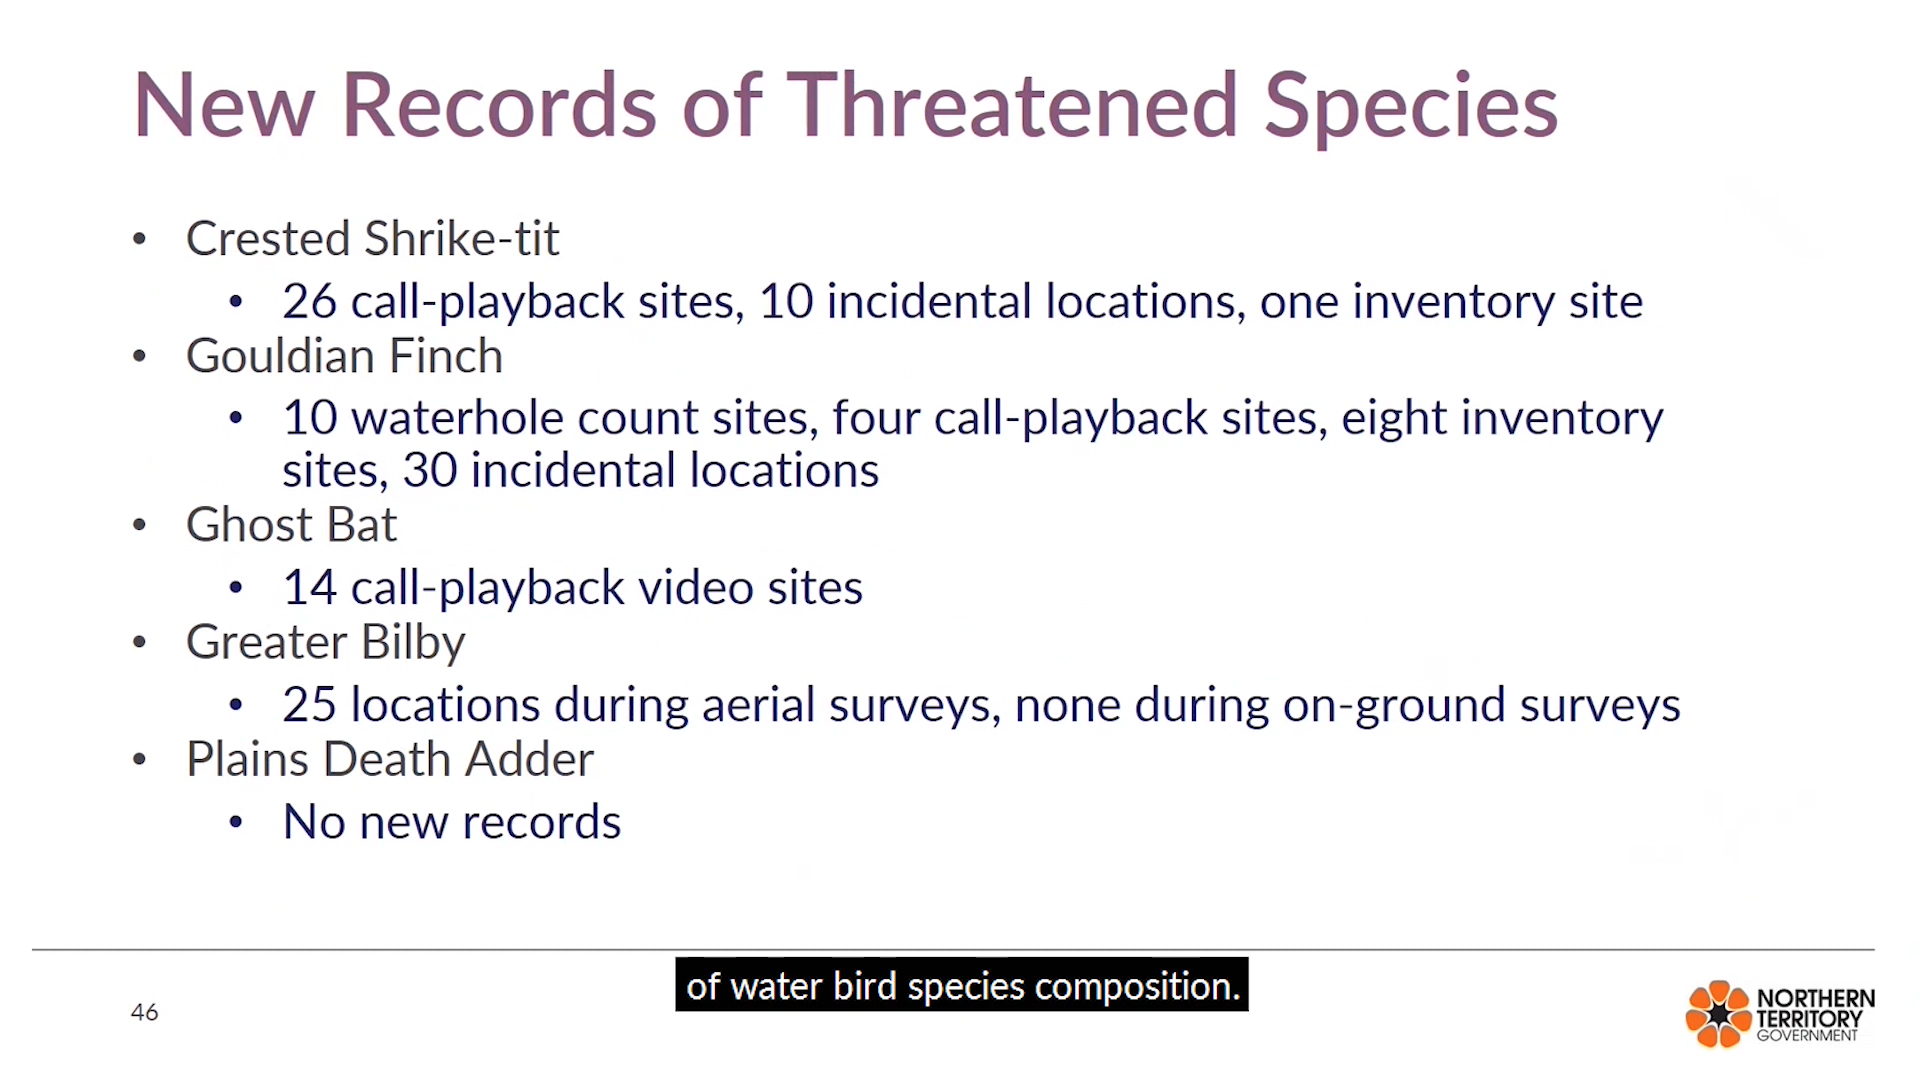 New Records of Threatened Species
• Crested Shrike-tit
• 26 call-playback sites, 10 incidental locations, one inventory site
• Gouldian Finch
• 10 waterhole count sites, four call-playback sites, eight inventory
sites, 30 incidental locations
• Ghost Bat
• 14 call-playback video sites
• Greater Bilby
• 25 locations during aerial surveys, none during on-ground surveys
• Plains Death Adder
• No new records
of water bird species composition.
46
NORTHERN
TERRITORY
GOVERNMENT